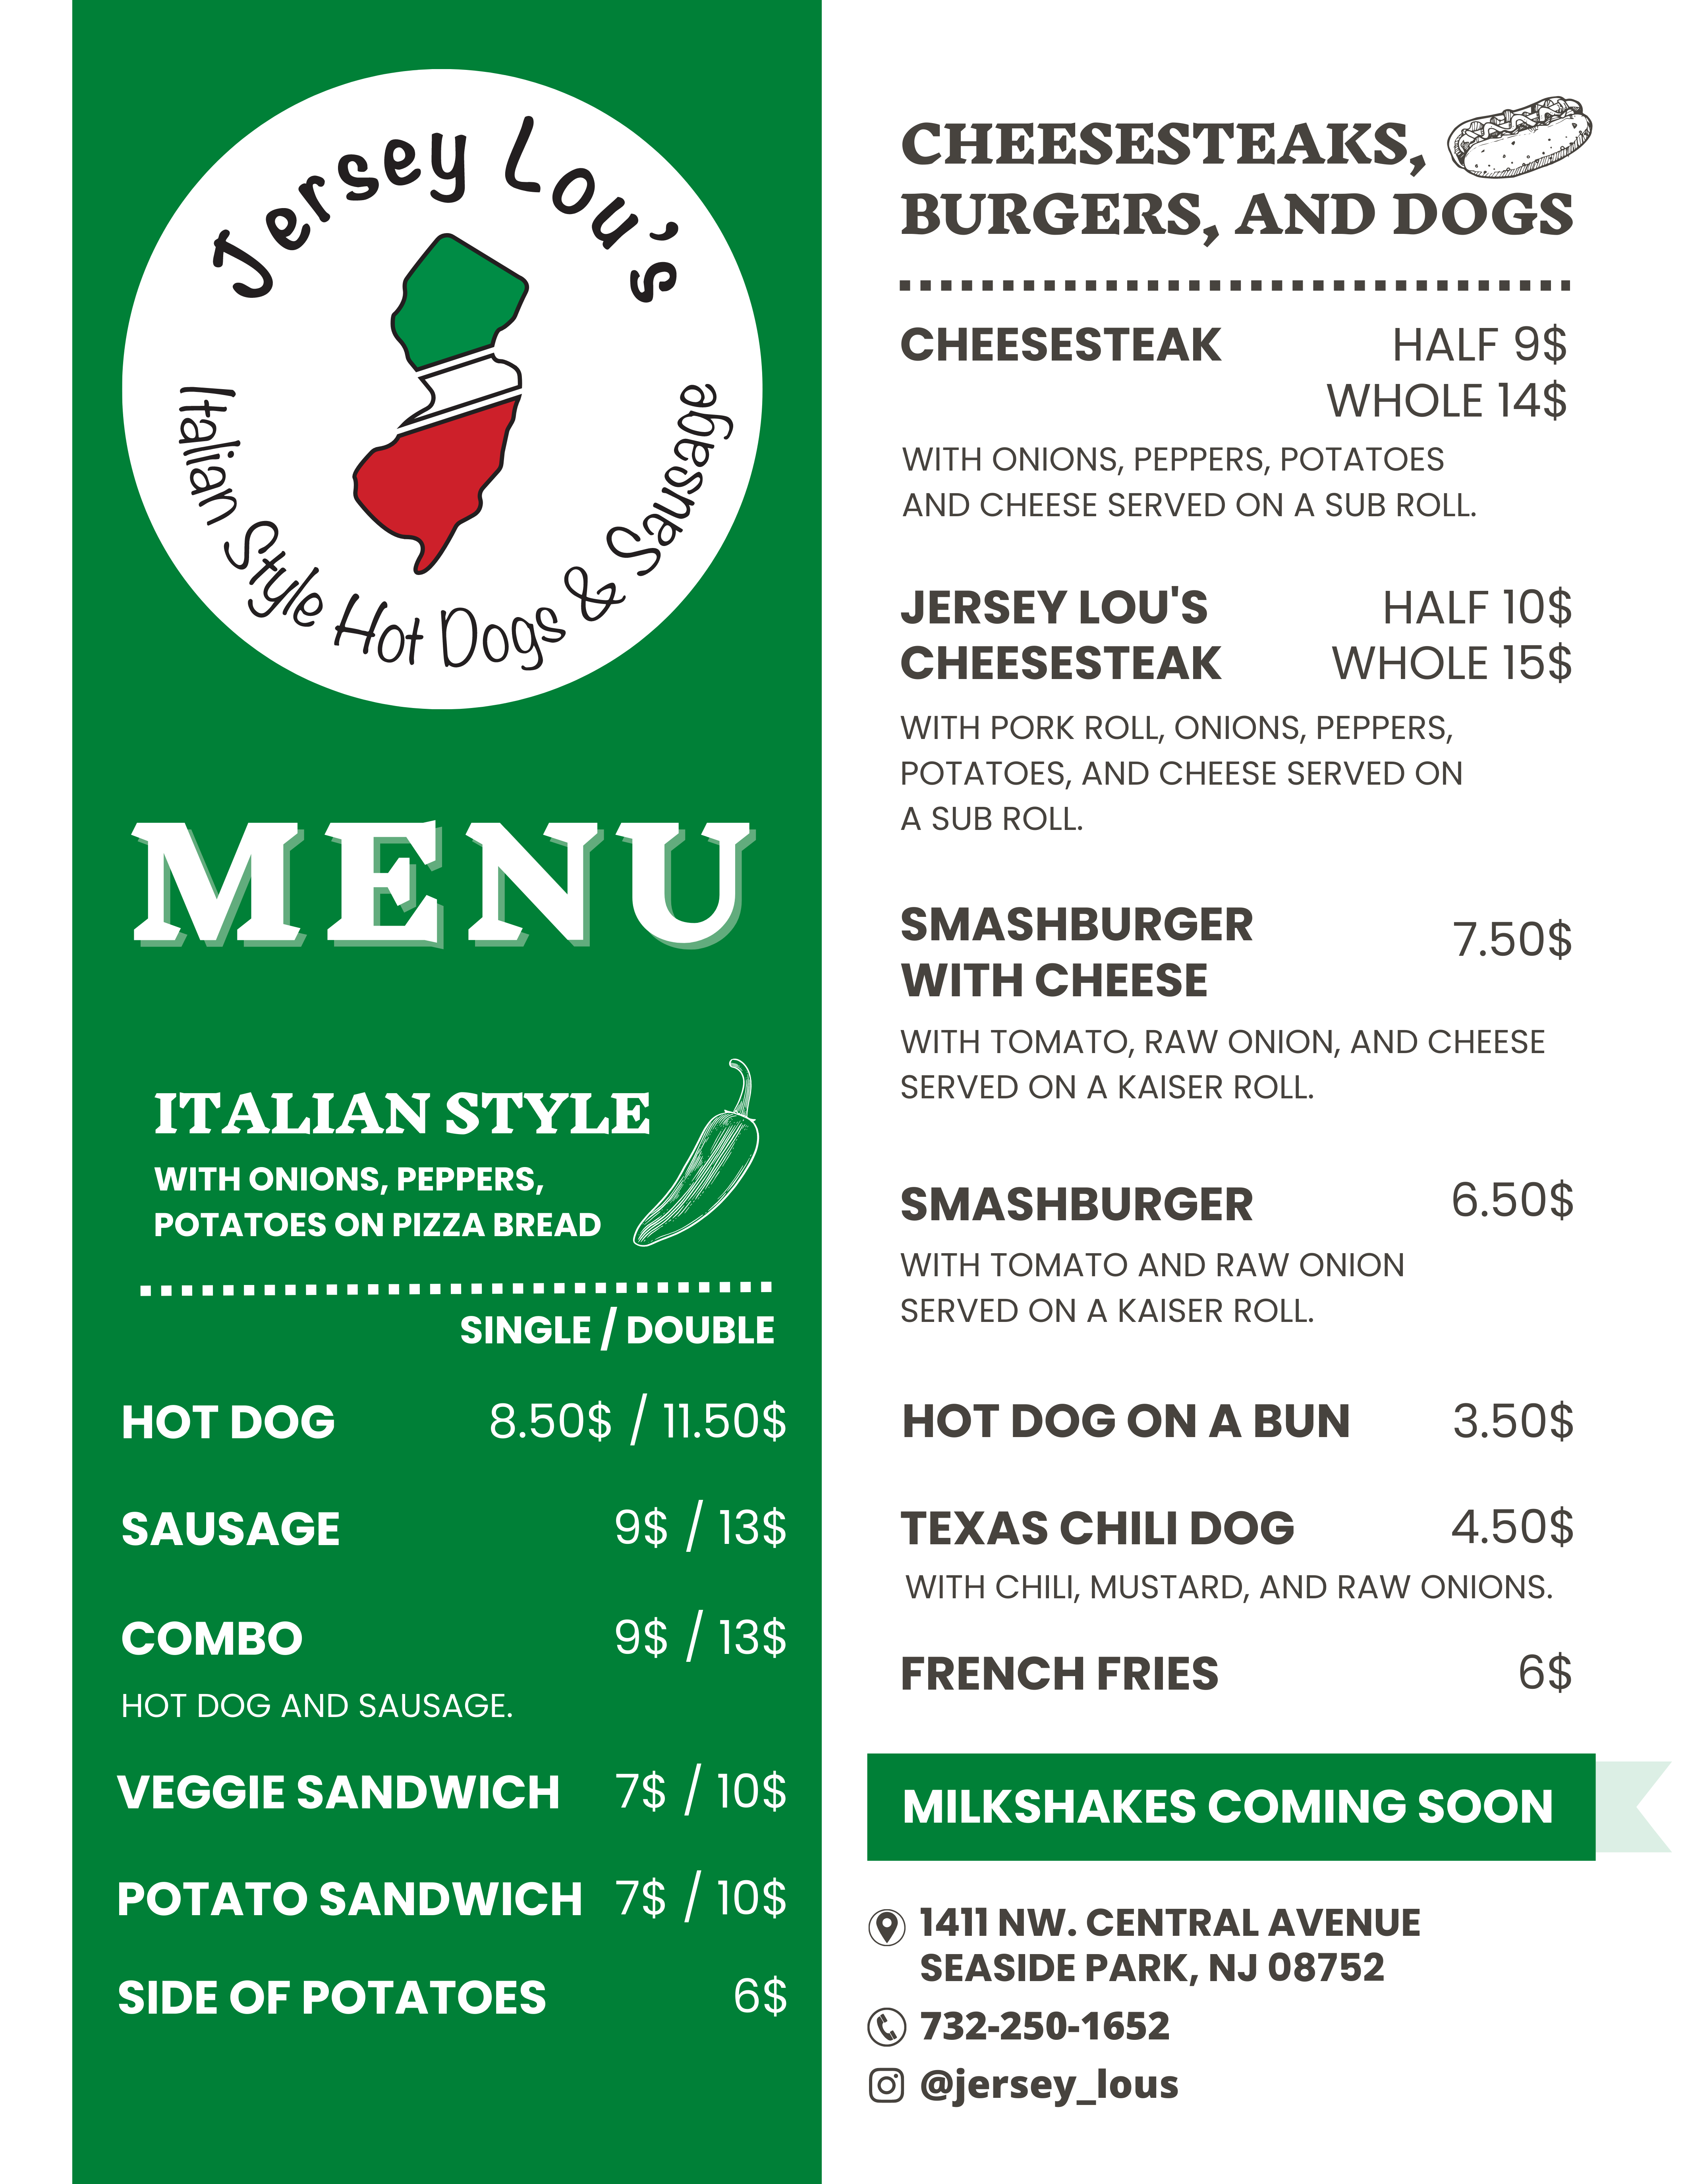 Jersey Lou's
Italian Style Hot Dogs & Sausage
MENU
ITALIAN STYLE
WITH ONIONS, PEPPERS,
POTATOES ON PIZZA BREAD
SINGLE / DOUBLE
HOT DOG 8.50$ / 11.50$
SAUSAGE 9$ / 13$
COMBO 9$ / 13$
HOT DOG AND SAUSAGE.
VEGGIE SANDWICH 7$ / 10$
POTATO SANDWICH 7$ / 10$
SIDE OF POTATOES 6$
CHEESESTEAKS,
BURGERS, AND DOGS
CHEESESTEAK HALF 9$
WHOLE 14$
WITH ONIONS, PEPPERS, POTATOES
AND CHEESE SERVED ON A SUB ROLL.
JERSEY LOU'S HALF 10$
CHEESESTEAK WHOLE 15$
WITH PORK ROLL, ONIONS, PEPPERS,
POTATOES, AND CHEESE SERVED ON
A SUB ROLL.
SMASHBURGER 7.50$
WITH CHEESE
WITH TOMATO, RAW ONION, AND CHEESE
SERVED ON A KAISER ROLL.
SMASHBURGER 6.50$
WITH TOMATO AND RAW ONION
SERVED ON A KAISER ROLL.
HOT DOG ON A BUN 3.50$
TEXAS CHILI DOG 4.50$
WITH CHILI, MUSTARD, AND RAW ONIONS.
FRENCH FRIES 6$
MILKSHAKES COMING SOON
1411 NW. CENTRAL AVENUE
SEASIDE PARK, NJ 08752
732-250-1652
@jersey_lous